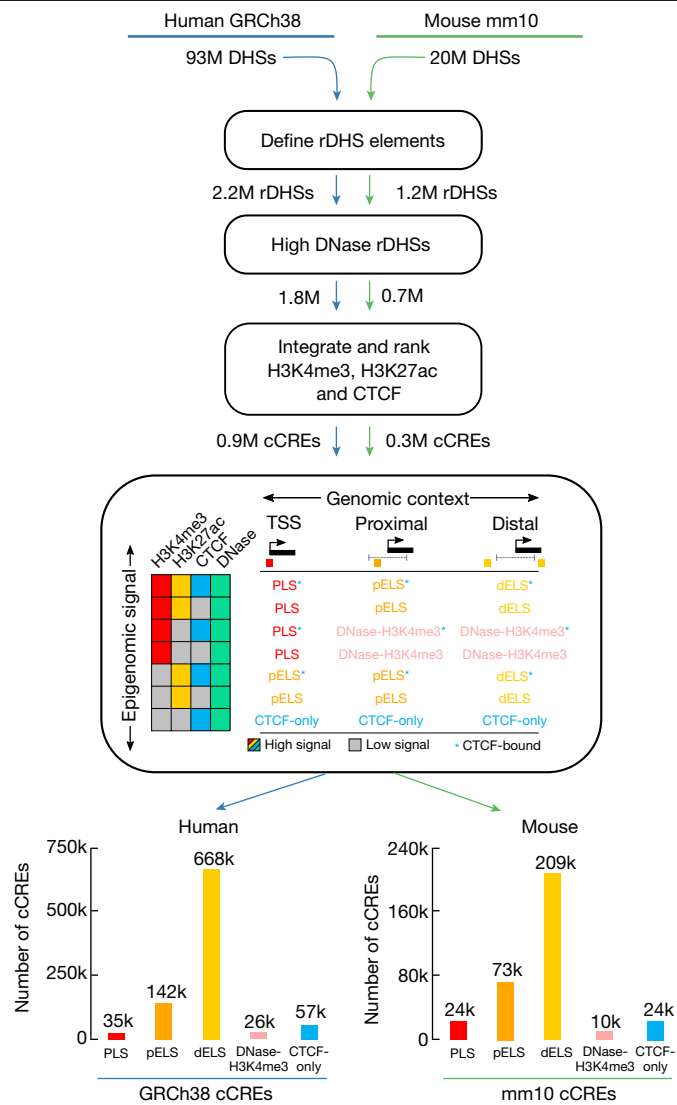 Human GRCh38
Mouse mm10
93M DHSs
20M DHSs
Define rDHS elements
2.2M rDHSs
1.2M rDHSs
High DNase rDHSs
1.8M
0.7M
Integrate and rank
H3K4me3, H3K27ac
and CTCF
0.9M cCREs
0.3M cCREs
Genomic context
H3K4me3
H3K27ac
CTCF
DNase
TSS
Proximal
Distal
Epigenomic signal
PLS*
pELS*
dELS*
PLS
pELS
dELS
PLS*
DNase-H3K4me3*
DNase-H3K4me3*
PLS
DNase-H3K4me3
DNase-H3K4me3
pELS*
pELS*
dELS*
pELS
pELS
dELS
CTCF-only
CTCF-only
CTCF-only
High signal
Low signal
* CTCF-bound
Human
Number of cCREs
750k
500k
250k
0
35k
142k
668k
26k
57k
PLS
pELS
dELS
DNase-
H3K4me3
CTCF-
only
GRCh38 cCREs
Mouse
Number of cCREs
240k
160k
80k
0
24k
73k
209k
10k
24k
PLS
pELS
dELS
DNase-
H3K4me3
CTCF-
only
mm10 cCREs